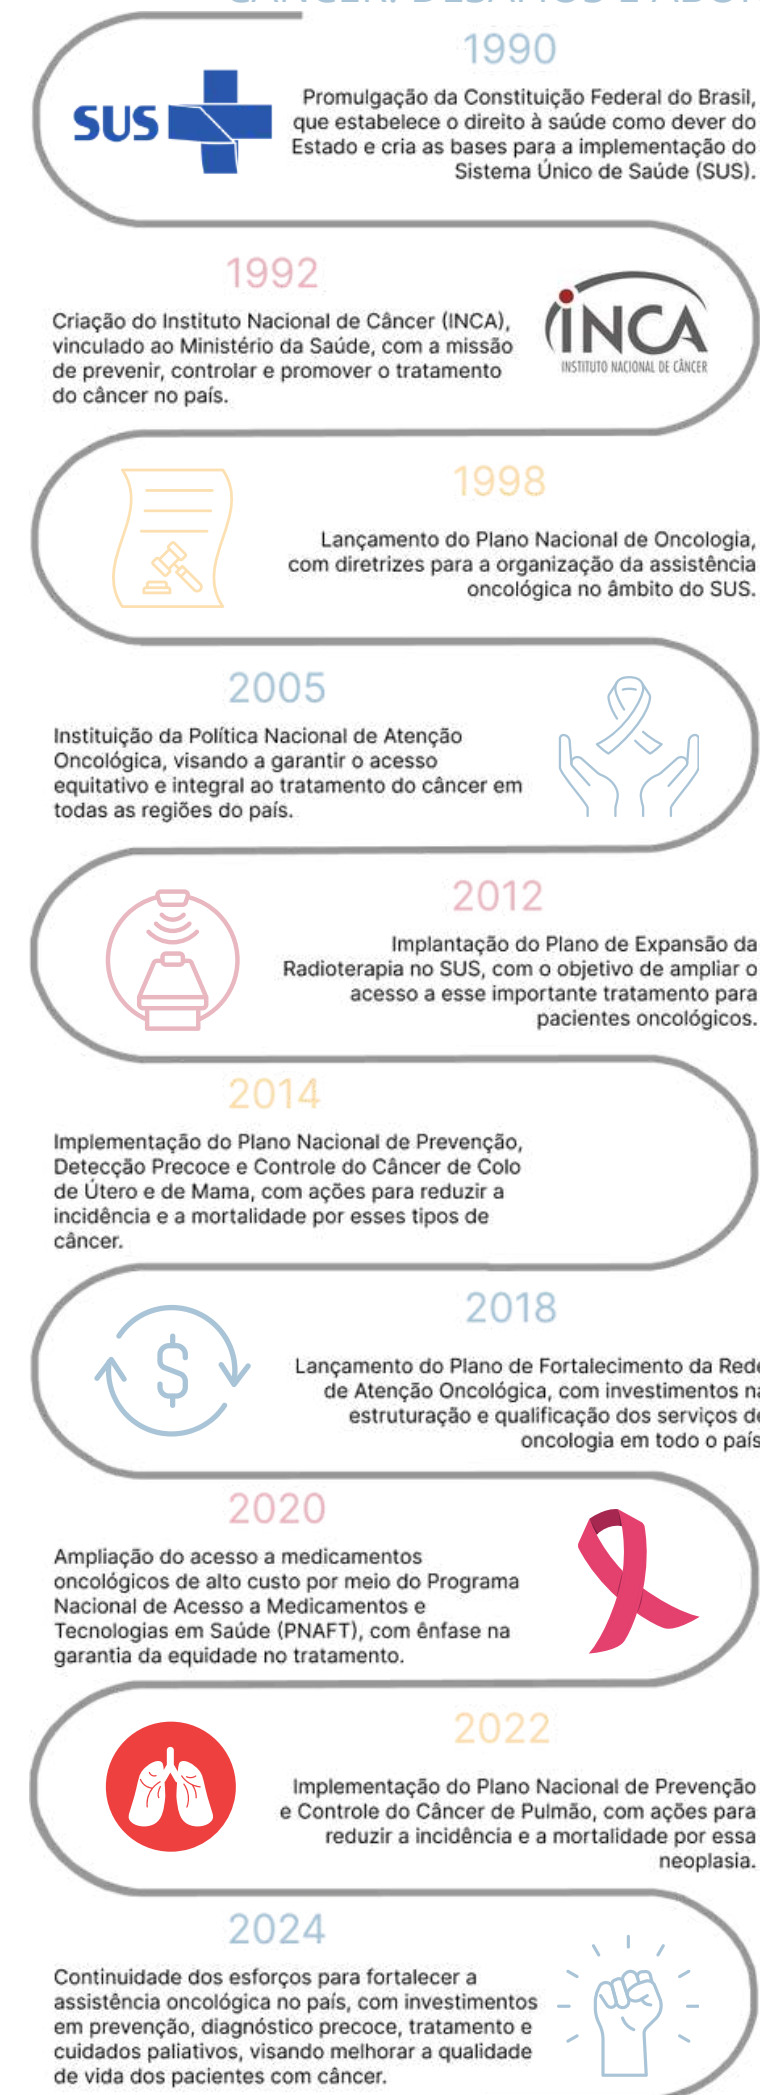 1990
SUS
Promulgação da Constituição Federal do Brasil,
que estabelece o direito à saúde como dever do
Estado e cria as bases para a implementação do
Sistema Único de Saúde (SUS).
1992
Criação do Instituto Nacional de Câncer (INCA),
vinculado ao Ministério da Saúde, com a missão
de prevenir, controlar e promover o tratamento
do câncer no país.
INCA
INSTITUTO NACIONAL DE CÂNCER
1998
Lançamento do Plano Nacional de Oncologia,
com diretrizes para a organização da assistência
oncológica no âmbito do SUS.
2005
Instituição da Política Nacional de Atenção
Oncológica, visando a garantir o acesso
equitativo e integral ao tratamento do câncer em
todas as regiões do país.
2012
Implantação do Plano de Expansão da
Radioterapia no SUS, com o objetivo de ampliar o
acesso a esse importante tratamento para
pacientes oncológicos.
2014
Implementação do Plano Nacional de Prevenção,
Detecção Precoce e Controle do Câncer de Colo
de Útero e de Mama, com ações para reduzir a
incidência e a mortalidade por esses tipos de
câncer.
2018
$
Lançamento do Plano de Fortalecimento da Rede
de Atenção Oncológica, com investimentos na
estruturação e qualificação dos serviços de
oncologia em todo o país
2020
Ampliação do acesso a medicamentos
oncológicos de alto custo por meio do Programa
Nacional de Acesso a Medicamentos e
Tecnologias em Saúde (PNAFT), com ênfase na
garantia da equidade no tratamento.
2022
Implementação do Plano Nacional de Prevenção
e Controle do Câncer de Pulmão, com ações para
reduzir a incidência e a mortalidade por essa
neoplasia.
2024
Continuidade dos esforços para fortalecer a
assistência oncológica no país, com investimentos
em prevenção, diagnóstico precoce, tratamento e
cuidados paliativos, visando melhorar a qualidade
de vida dos pacientes com câncer.